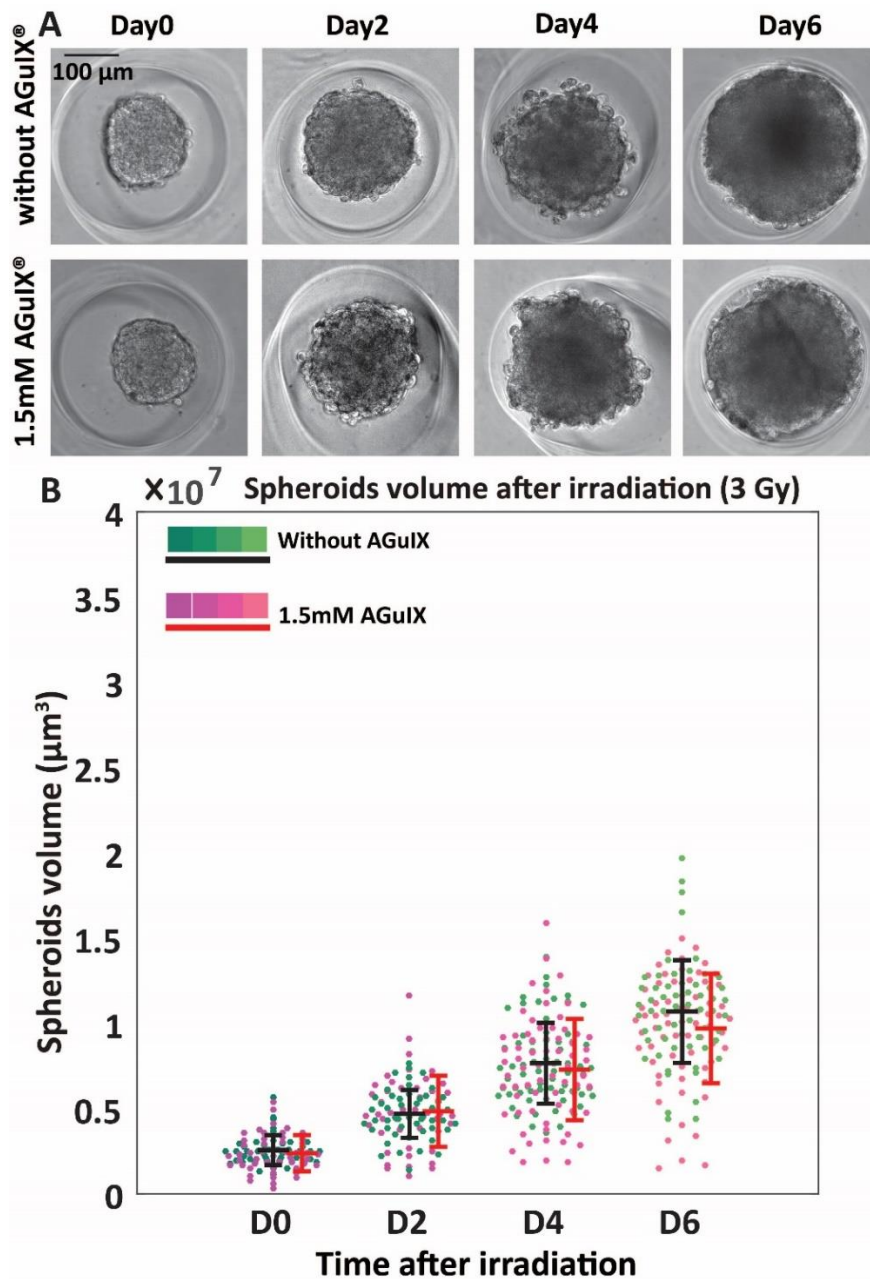 A
Day0
Day2
Day4
Day6
without AGuIX®
100 µm
1.5mM AGuIX®
B
×10⁷
Spheroids volume after irradiation (3 Gy)
Without AGuIX
1.5mM AGuIX
Spheroids volume (µm³)
4
3.5
3
2.5
2
1.5
1
0.5
0
D0
D2
D4
D6
Time after irradiation